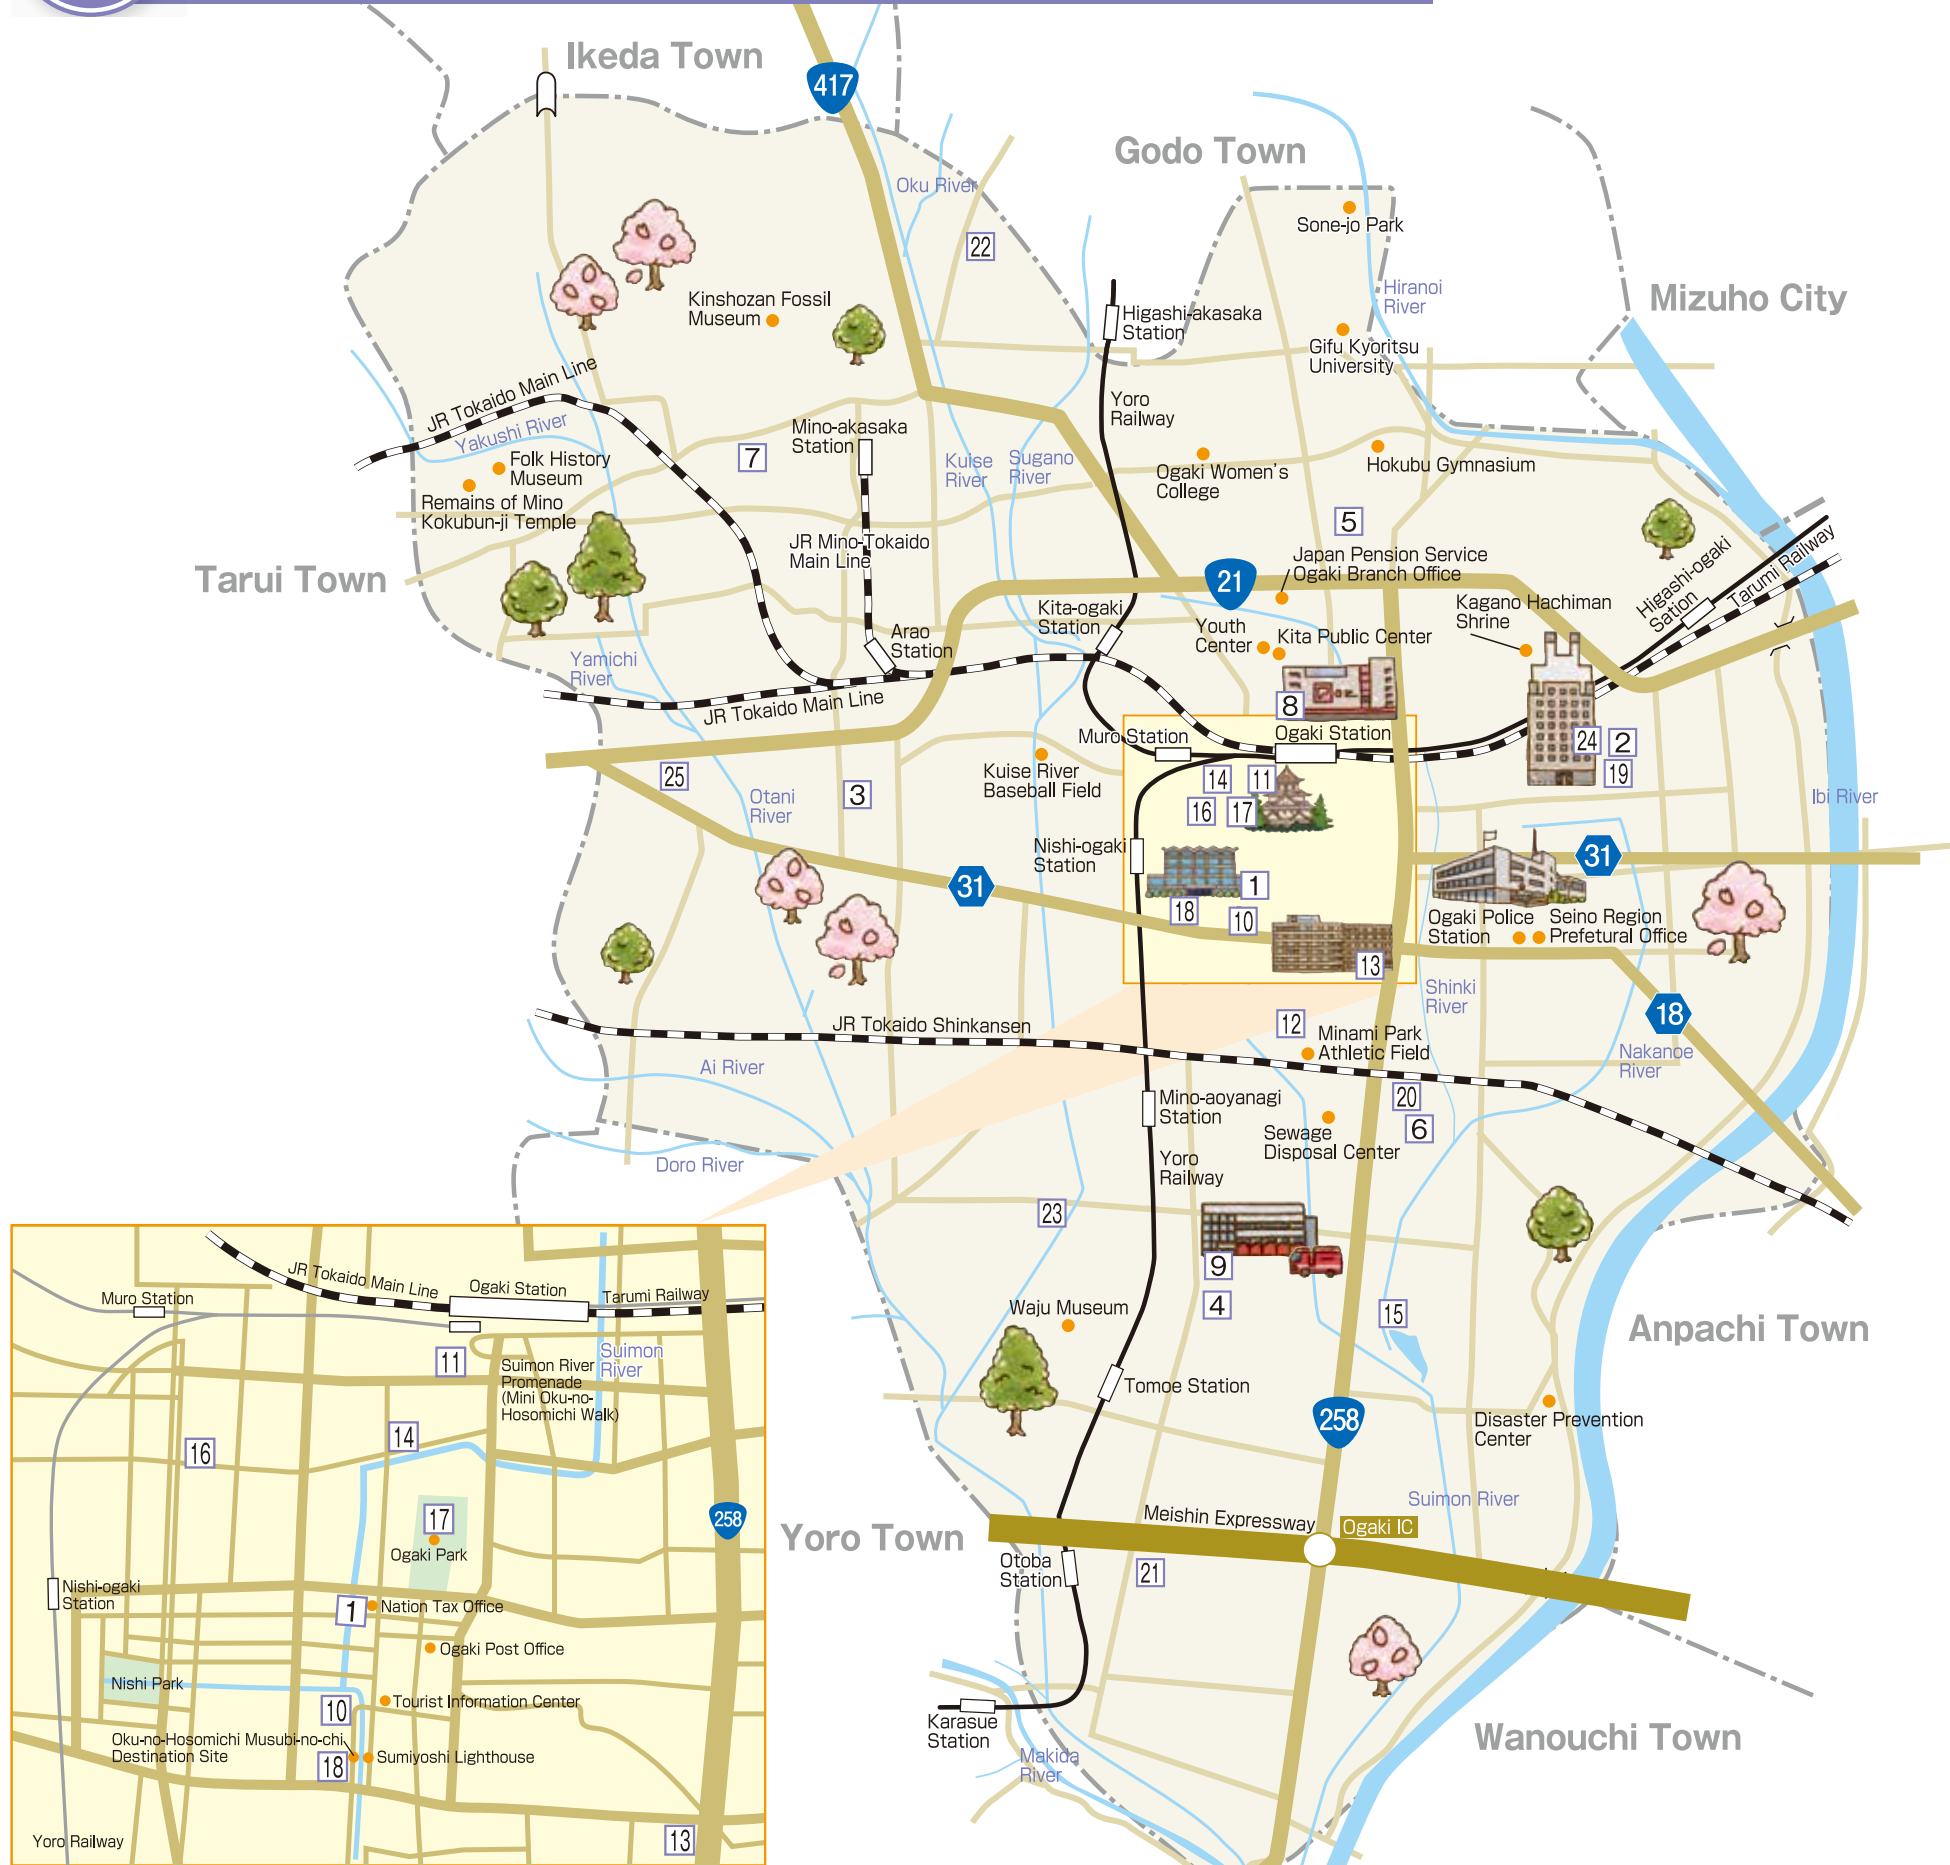 Ikeda Town
417
Godo Town
Oku River
Sone-jo Park
22
Hiranoi
River
Mizuho City
Kinshozan Fossil
Museum
Higashi-akasaka
Station
Gifu Kyoritsu
University
JR Tokaido Main Line
Yakushi River
Yoro
Railway
Mino-akasaka
Station
7
Folk History
Museum
Kuise
River
Sugano
River
Ogaki Women's
College
Hokubu Gymnasium
Remains of Mino
Kokubun-ji Temple
5
JR Mino-Tokaido
Main Line
Japan Pension Service
Ogaki Branch Office
Tarui Town
21
Higashi-ogaki
Sation
Tarumi Railway
Kita-ogaki
Station
Kagano Hachiman
Shrine
Arao
Station
Youth
Center
Kita Public Center
Yamichi
River
JR Tokaido Main Line
8
Muro Station
Ogaki Station
24
2
19
25
3
Kuise River
Baseball Field
14
11
16
17
Otani
River
Ibi River
Nishi-ogaki
Station
31
31
1
18
10
Ogaki Police
Station
Seino Region
Prefetural Office
13
Shinki
River
18
JR Tokaido Shinkansen
12
Minami Park
Athletic Field
Nakanoe
River
Ai River
20
6
Mino-aoyanagi
Station
Sewage
Disposal Center
Doro River
Yoro
Railway
23
9
4
15
Waju Museum
Anpachi Town
Tomoe Station
258
Disaster Prevention
Center
Suimon River
Meishin Expressway
Ogaki IC
Yoro Town
Otoba
Station
21
Karasue
Station
Makida
River
Wanouchi Town
JR Tokaido Main Line
Ogaki Station
Tarumi Railway
Muro Station
11
Suimon River
Promenade
(Mini Oku-no-
Hosomichi Walk)
Suimon
River
14
16
17
258
Ogaki Park
Nishi-ogaki
Station
1
Nation Tax Office
Ogaki Post Office
Nishi Park
10
Tourist Information Center
Oku-no-Hosomichi Musubi-no-chi
Destination Site
18
Sumiyoshi Lighthouse
Yoro Railway
13